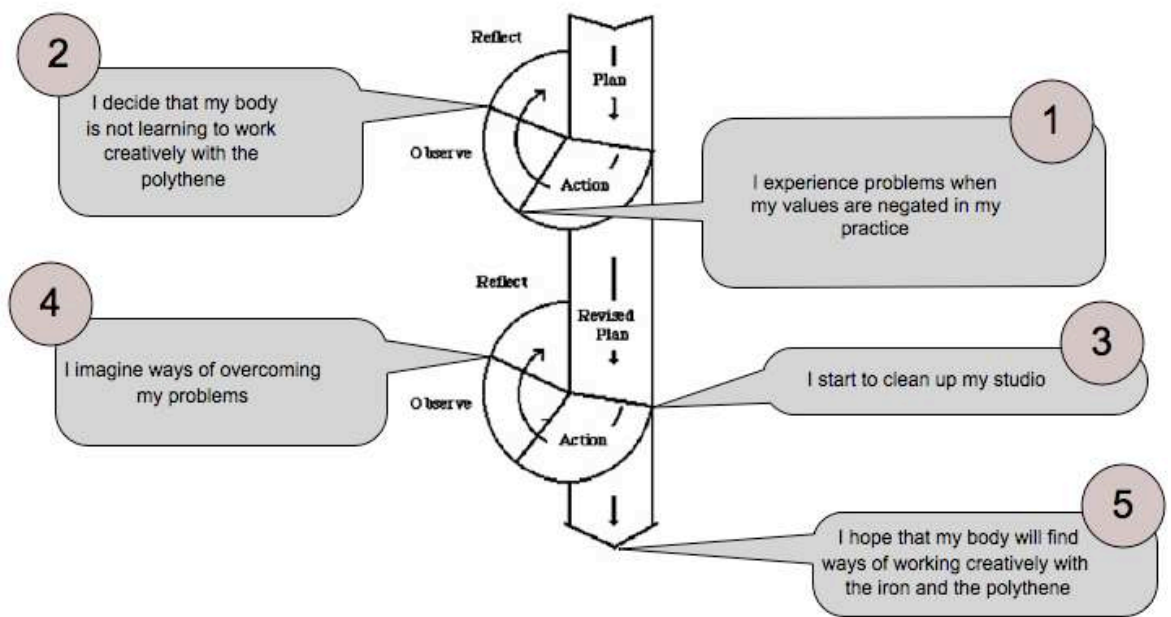 Reflect
Plan
2
I decide that my body
is not learning to work
creatively with the
polythene
Observe
Action
1
I experience problems when
my values are negated in my
practice
Reflect
Revised
Plan
4
I imagine ways of overcoming
my problems
Observe
Action
3
I start to clean up my studio
5
I hope that my body will find
ways of working creatively with
the iron and the polythene